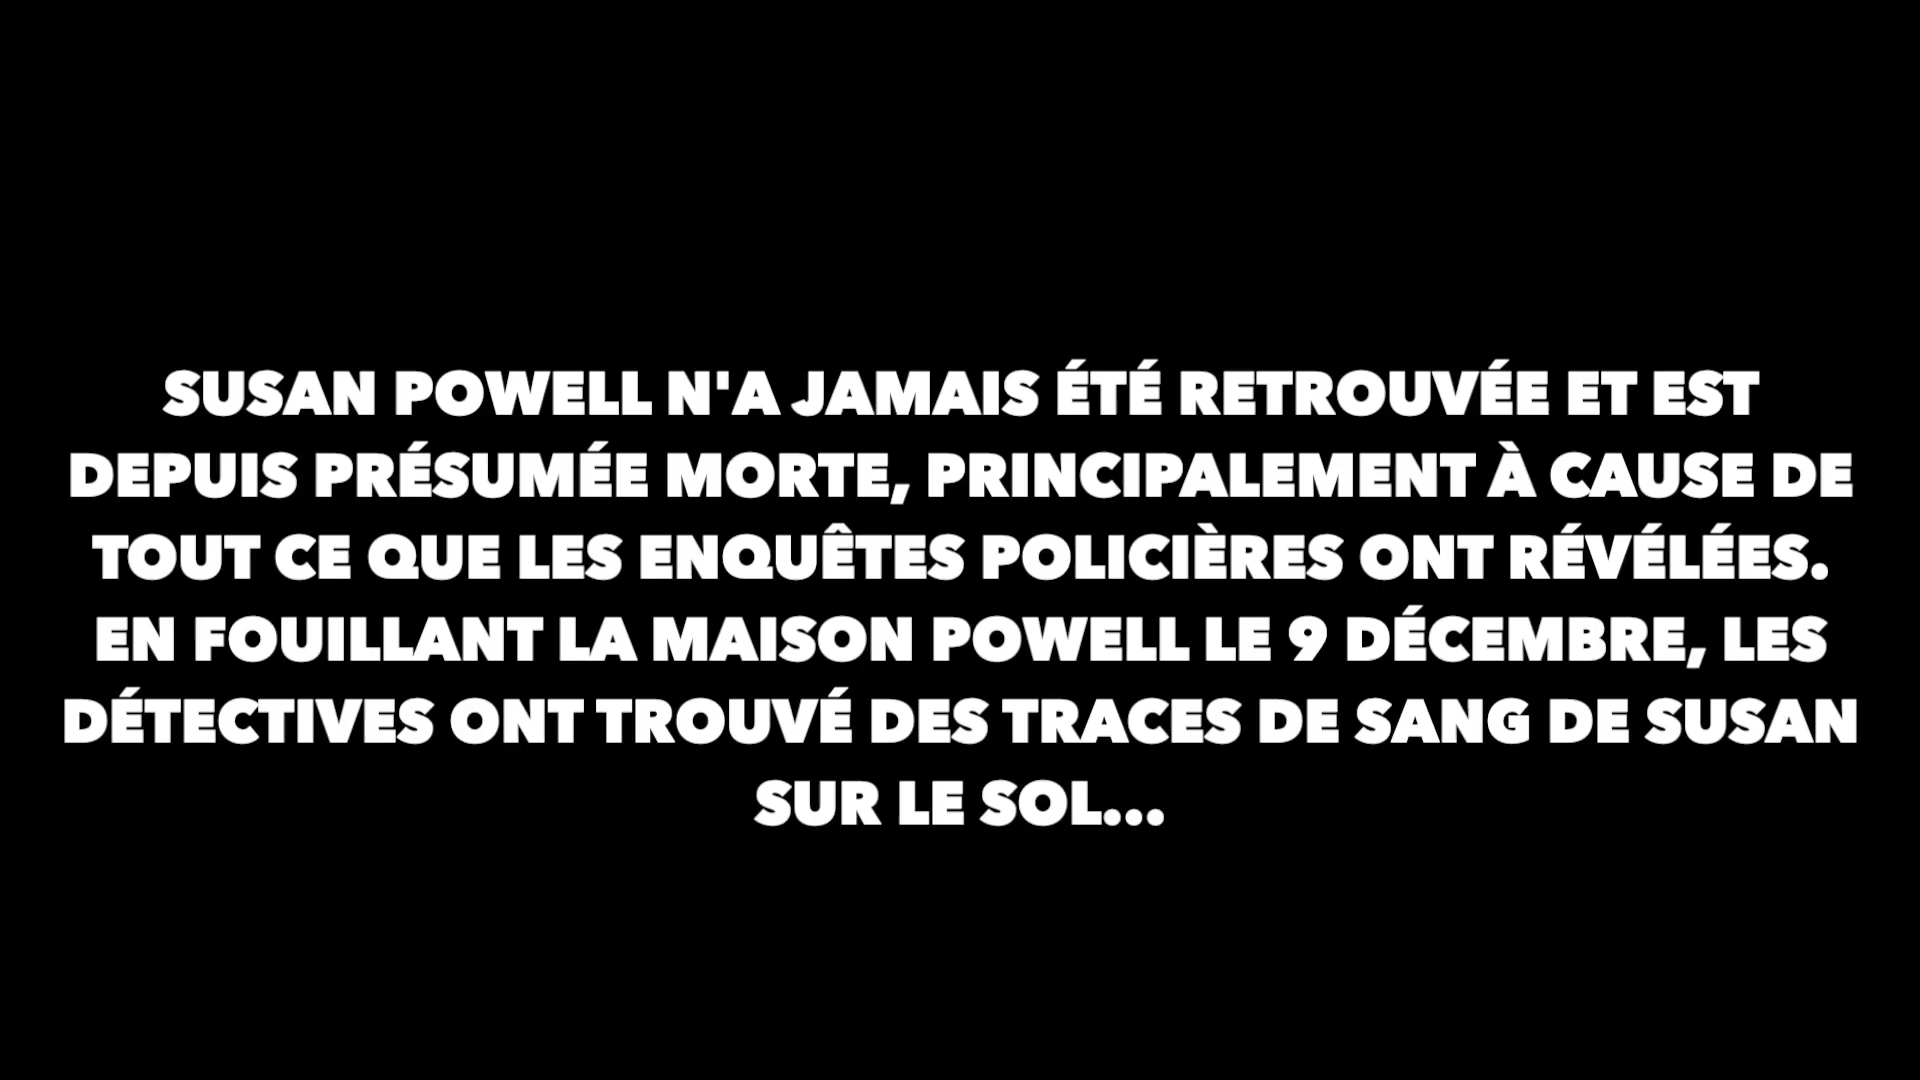 SUSAN POWELL N'A JAMAIS ÉTÉ RETROUVÉE ET EST
DEPUIS PRÉSUMÉE MORTE, PRINCIPALEMENT À CAUSE DE
TOUT CE QUE LES ENQUÊTES POLICIÈRES ONT RÉVÉLÉES.
EN FOUILLANT LA MAISON POWELL LE 9 DÉCEMBRE, LES
DÉTECTIVES ONT TROUVÉ DES TRACES DE SANG DE SUSAN
SUR LE SOL...